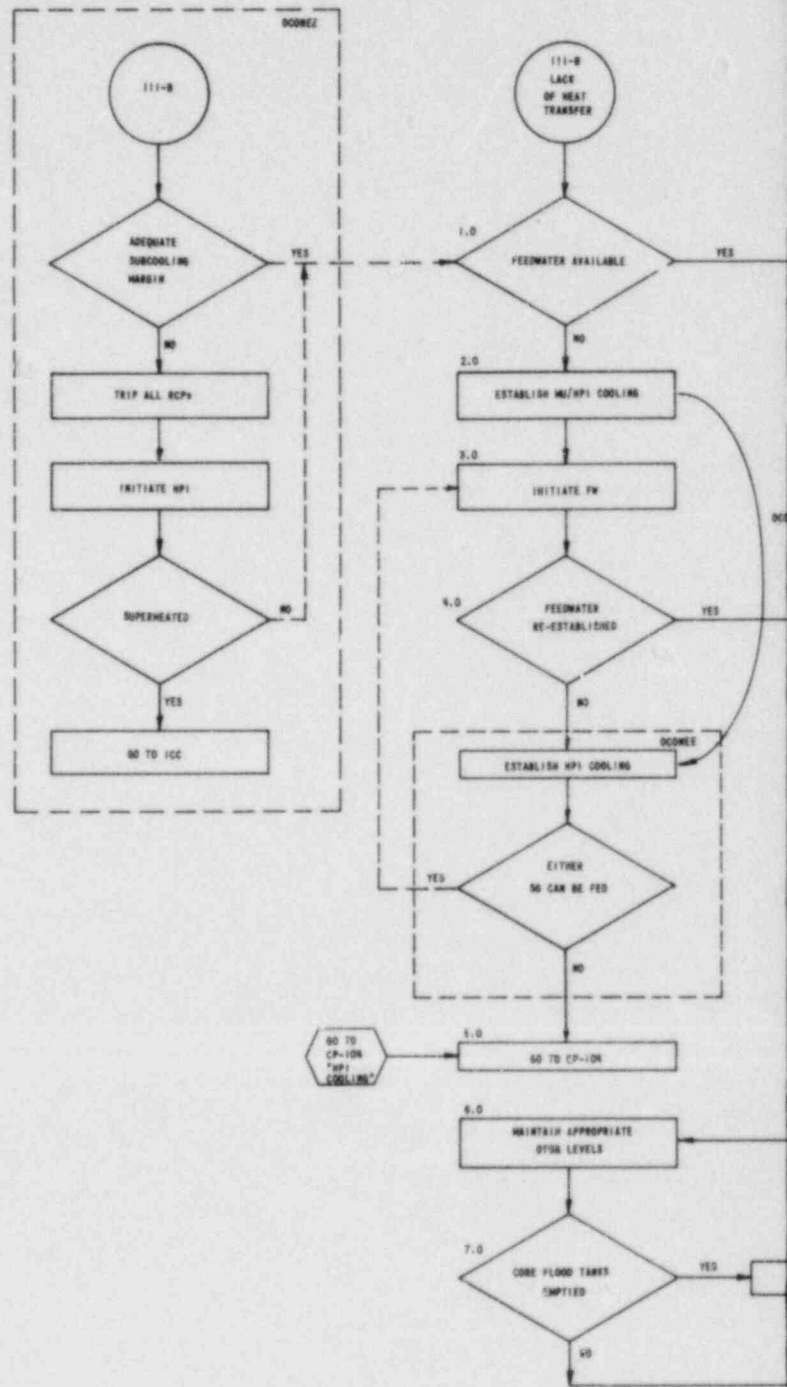 OCONEE
III-B
ADEQUATE
SUBCOOLING
MARGIN
YES
NO
TRIP ALL RCPs
INITIATE HPI
SUPERHEATED
NO
YES
GO TO ICC
III-B
LACK
OF HEAT
TRANSFER
1.0
FEEDWATER AVAILABLE
YES
NO
2.0
ESTABLISH MU/HPI COOLING
3.0
INITIATE FW
4.0
FEEDWATER
RE-ESTABLISHED
YES
NO
OCONEE
ESTABLISH HPI COOLING
EITHER
SG CAN BE FED
YES
NO
GO TO
CP-104
"HPI
COOLING"
5.0
GO TO CP-104
6.0
MAINTAIN APPROPRIATE
OTSG LEVELS
7.0
CORE FLOOD TANKS
EMPTIED
YES
NO